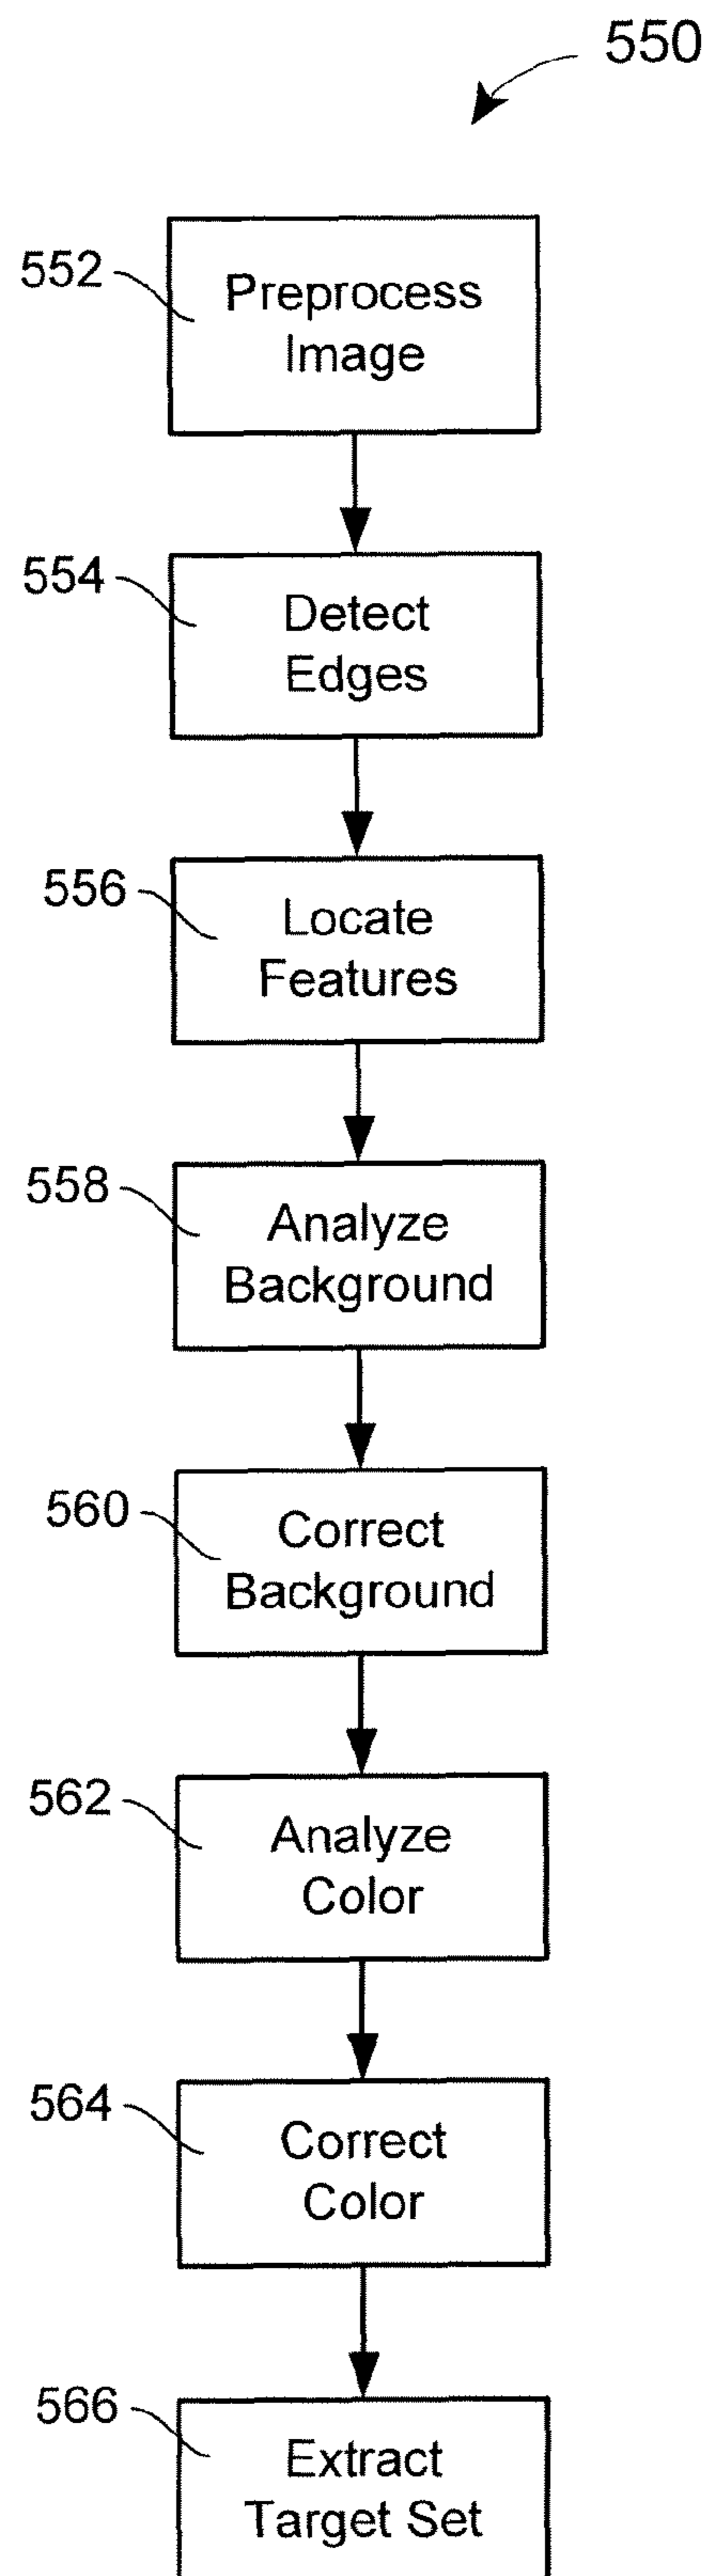 550
552
Preprocess
Image
554
Detect
Edges
556
Locate
Features
558
Analyze
Background
560
Correct
Background
562
Analyze
Color
564
Correct
Color
566
Extract
Target Set